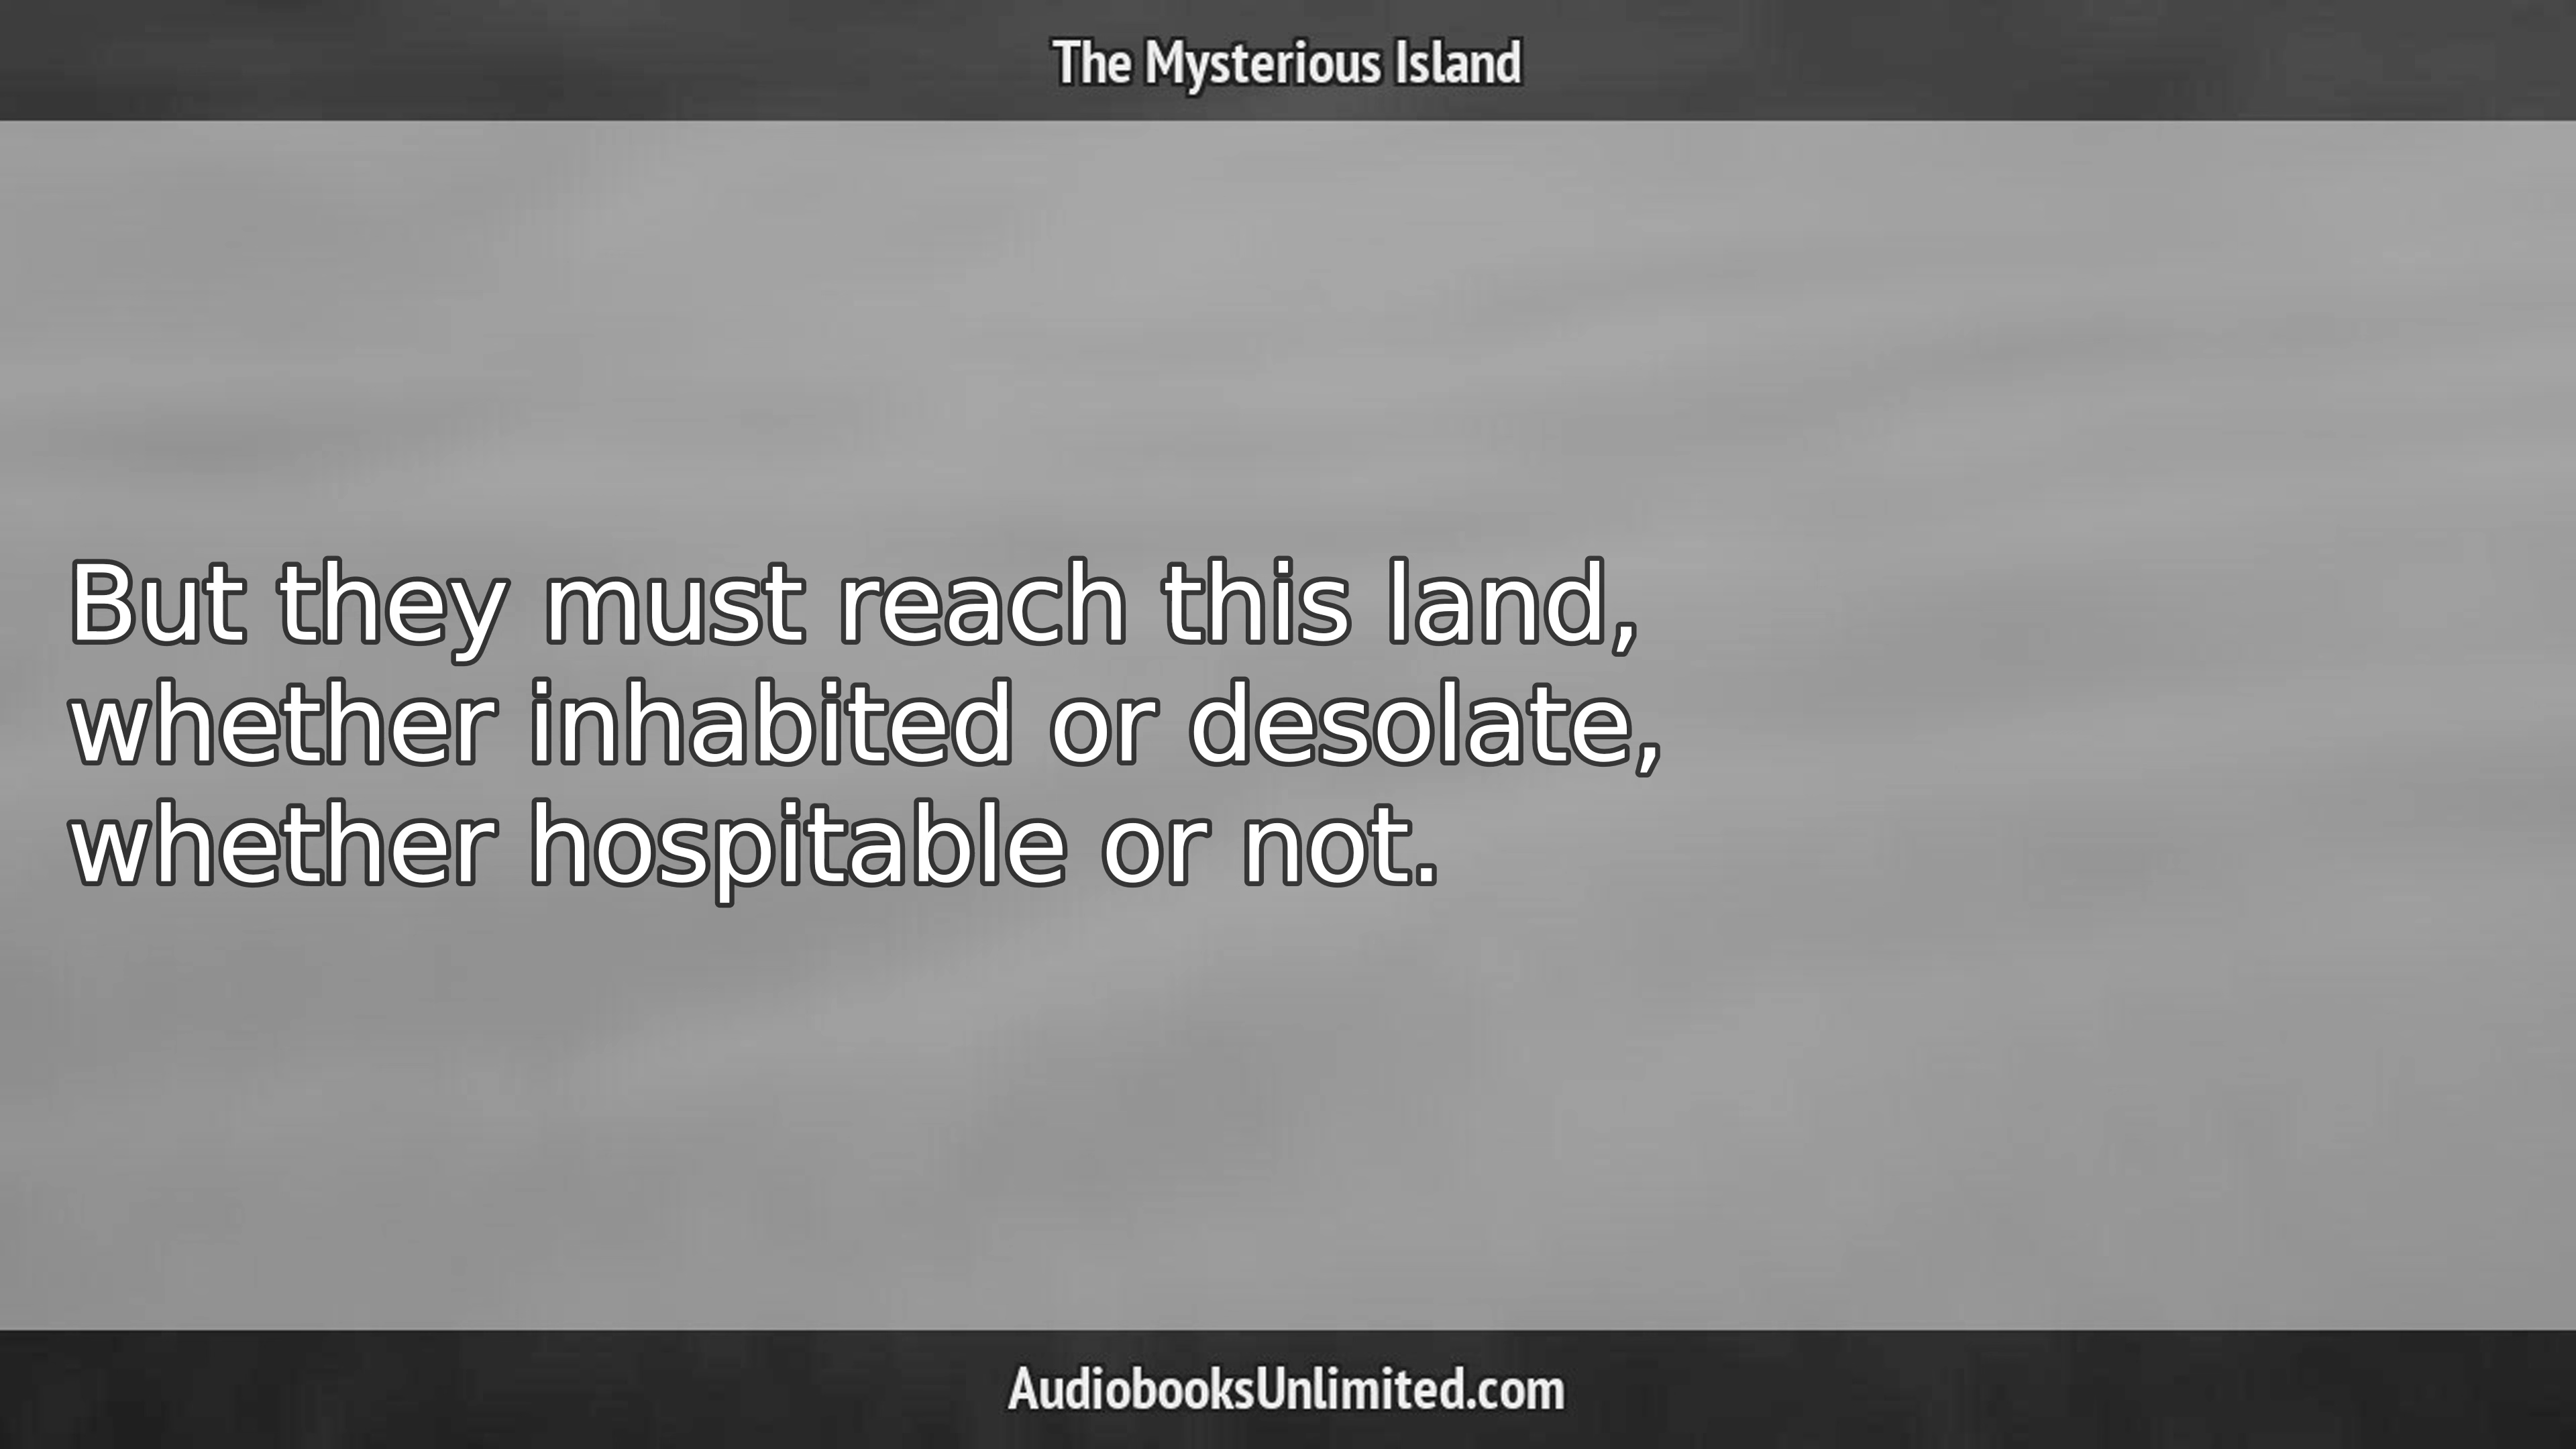 The Mysterious Island
But they must reach this land,
whether inhabited or desolate,
whether hospitable or not.
AudiobooksUnlimited.com